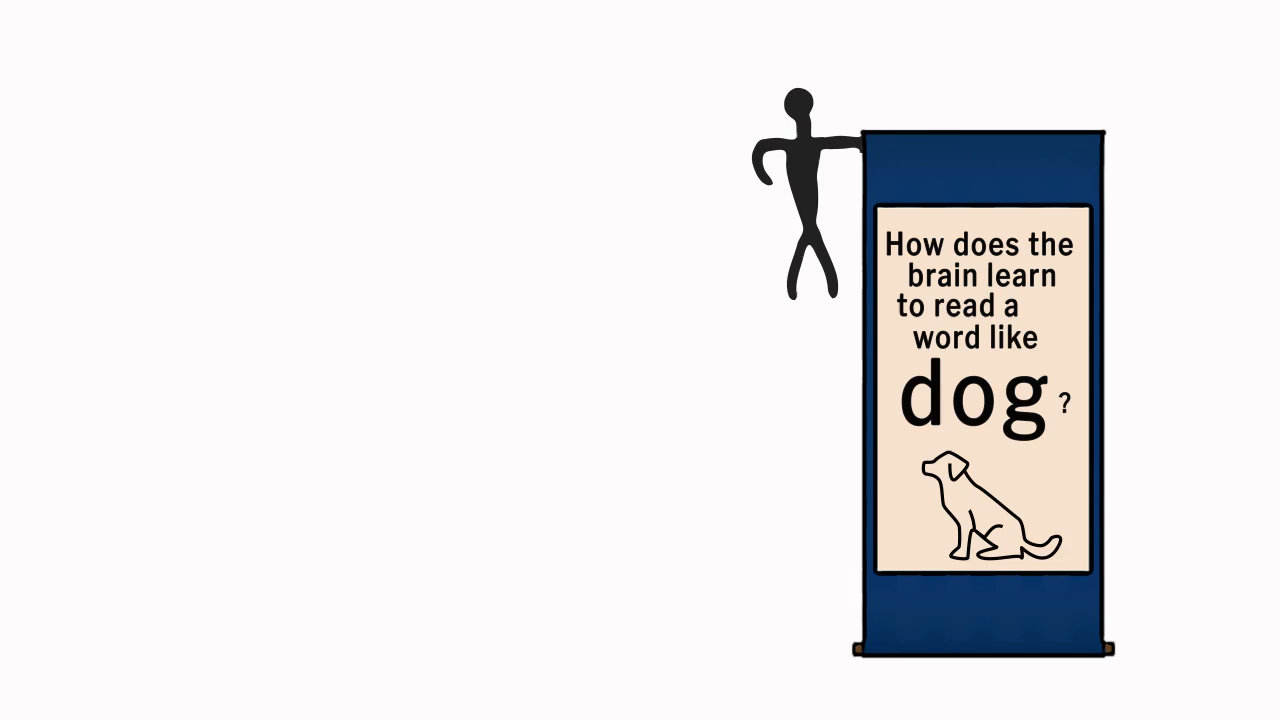 How does the
brain learn
to read a
word like
dog ?